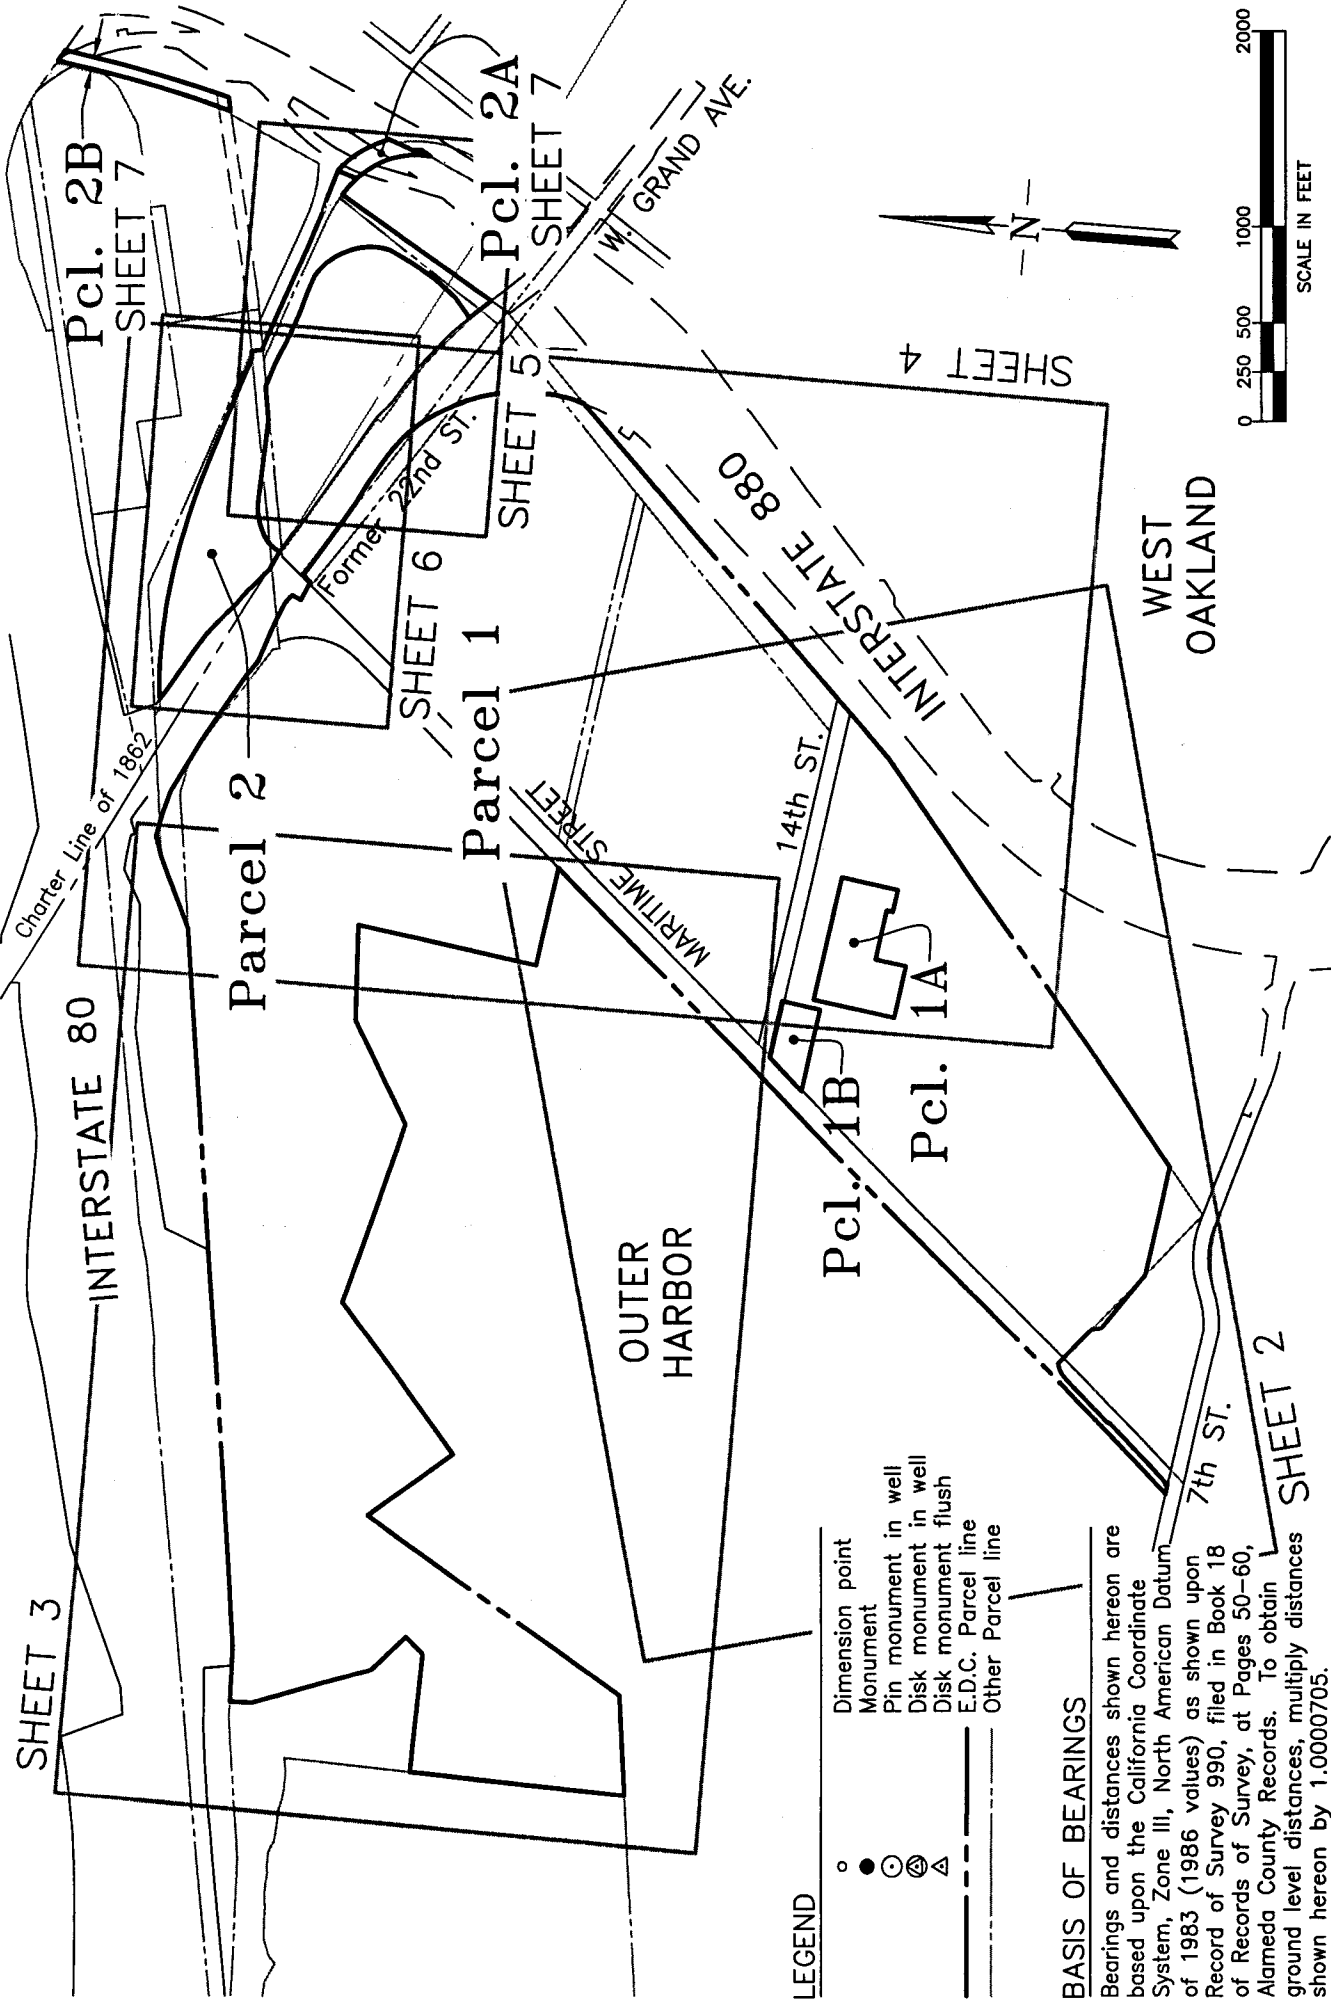 SHEET 3
INTERSTATE 80
Charter Line of 1862
Pcl. 2B
SHEET 7
Parcel 2
Former 22nd St.
SHEET 6
Parcel 1
SHEET 5
Pcl. 2A
SHEET 7
W. GRAND AVE.
MARITIME STREET
OUTER
HARBOR
14th ST.
Pcl. 1B
Pcl. 1A
INTERSTATE 880
SHEET 4
N
WEST
OAKLAND
7th ST.
SHEET 2
0 250 500 1000 2000
SCALE IN FEET
LEGEND
Dimension point
Monument
Pin monument in well
Disk monument in well
Disk monument flush
E.D.C. Parcel line
Other Parcel line
BASIS OF BEARINGS
Bearings and distances shown hereon are
based upon the California Coordinate
System, Zone III, North American Datum
of 1983 (1986 values) as shown upon
Record of Survey 990, filed in Book 18
of Records of Survey, at Pages 50-60,
Alameda County Records. To obtain
ground level distances, multiply distances
shown hereon by 1.0000705.